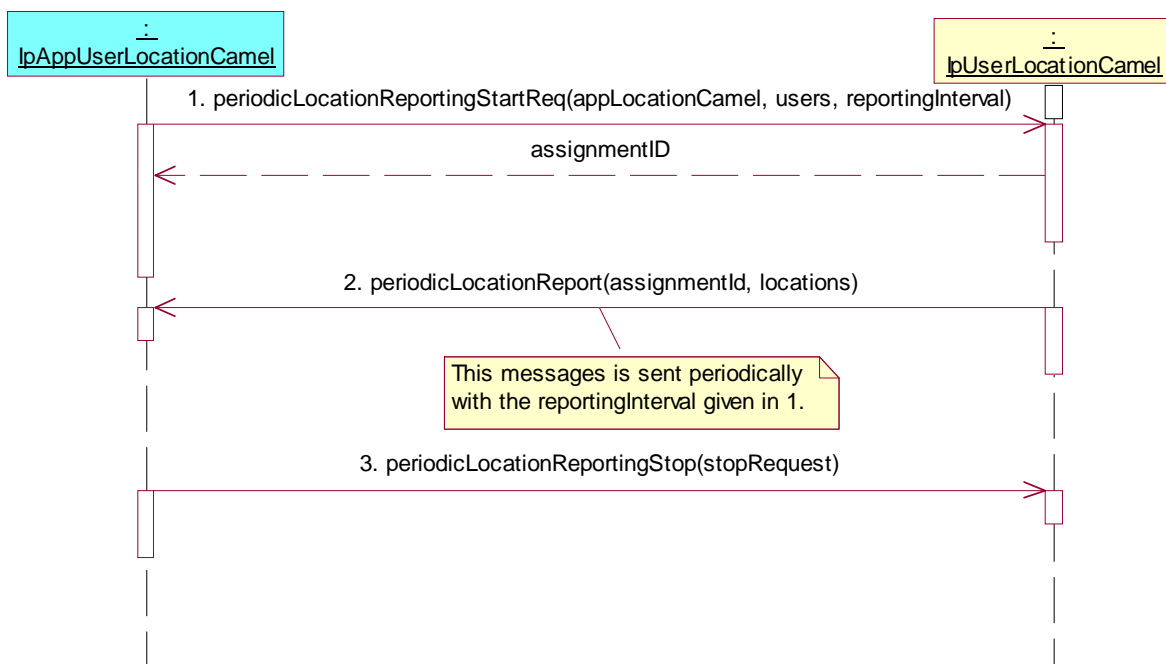 :
IpAppUserLocationCamel
:
IpUserLocationCamel
1. periodicLocationReportingStartReq(appLocationCamel, users, reportingInterval)
assignmentID
2. periodicLocationReport(assignmentId, locations)
This messages is sent periodically
with the reportingInterval given in 1.
3. periodicLocationReportingStop(stopRequest)